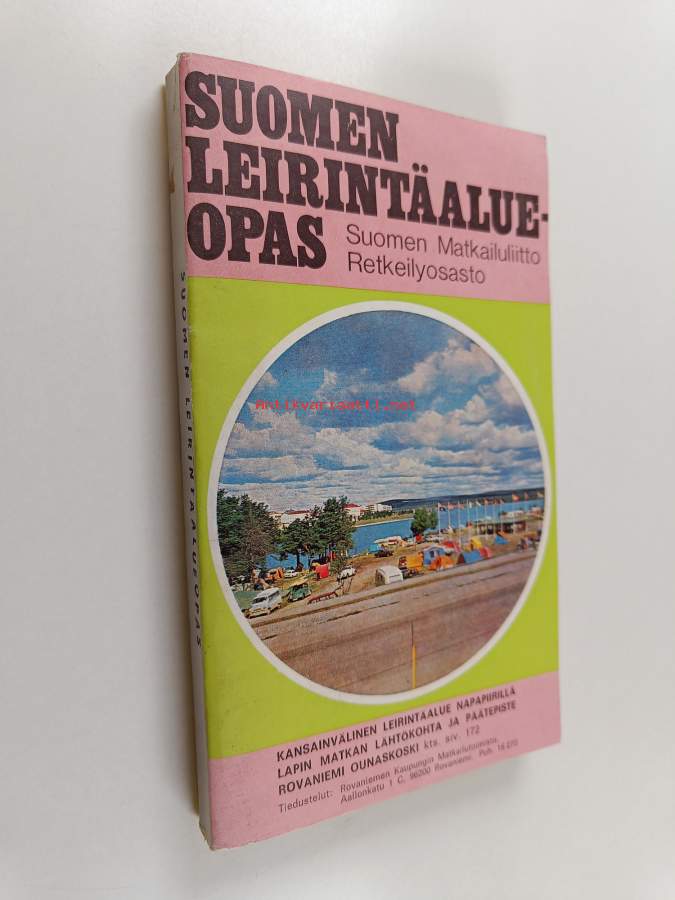 SUOMEN
LEIRINTÄALUE-
OPAS
Suomen Matkailuliitto
Retkeilyosasto
Antikvariaatti.net
SUOMEN LEIRINTÄALUEOPAS
KANSAINVÄLINEN LEIRINTÄALUE NAPAPIIRILLÄ
LAPIN MATKAN LÄHTÖKOHTA JA PÄÄTEPISTE
ROVANIEMI OUNASKOSKI kts. siv. 172
Tiedustelut: Rovaniemen Kaupungin Matkailutoimisto,
Aallonkatu 1 C, 96200 Rovaniemi. Puh. 16 270